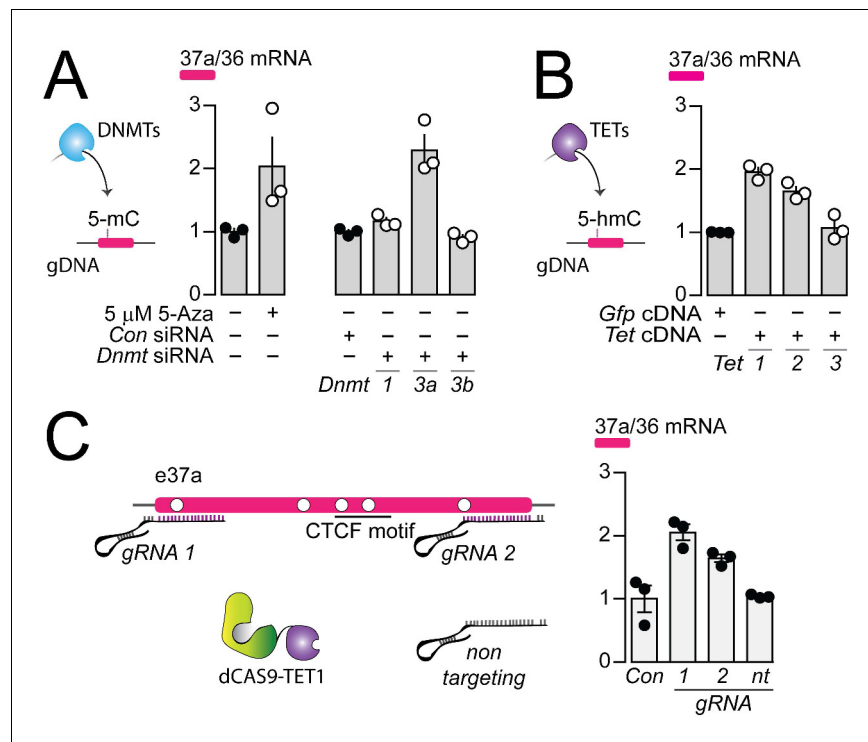 A
37a/36 mRNA
DNMTs
5-mC
gDNA
3
2
1
0
5 μM 5-Aza – + – – – –
Con siRNA – – + – – –
Dnmt siRNA – – – + + +
Dnmt 1 3a 3b
B
37a/36 mRNA
TETs
5-hmC
gDNA
3
2
1
0
Gfp cDNA + – – –
Tet cDNA – + + +
Tet 1 2 3
C
e37a
CTCF motif
gRNA 1
gRNA 2
dCAS9-TET1
non
targeting
37a/36 mRNA
3
2
1
0
Con 1 2 nt
gRNA